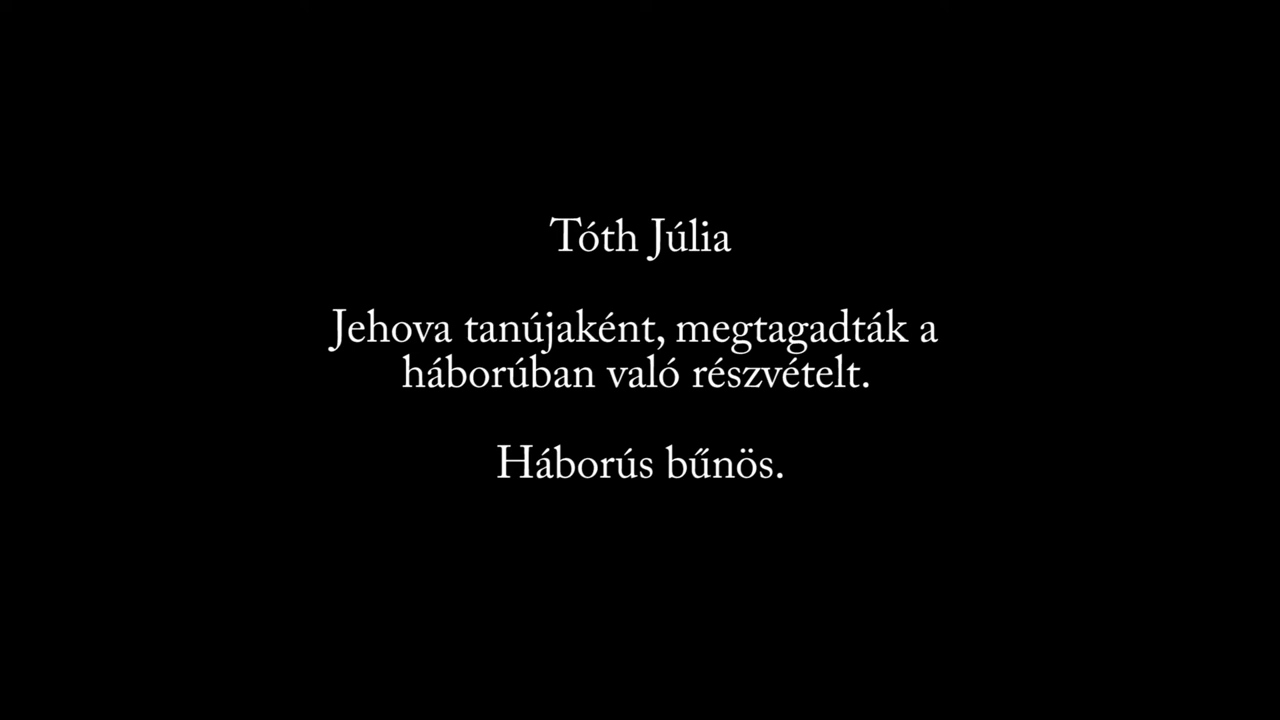 Tóth Júlia
Jehova tanújaként, megtagadták a
háborúban való részvételt.
Háborús bűnös.